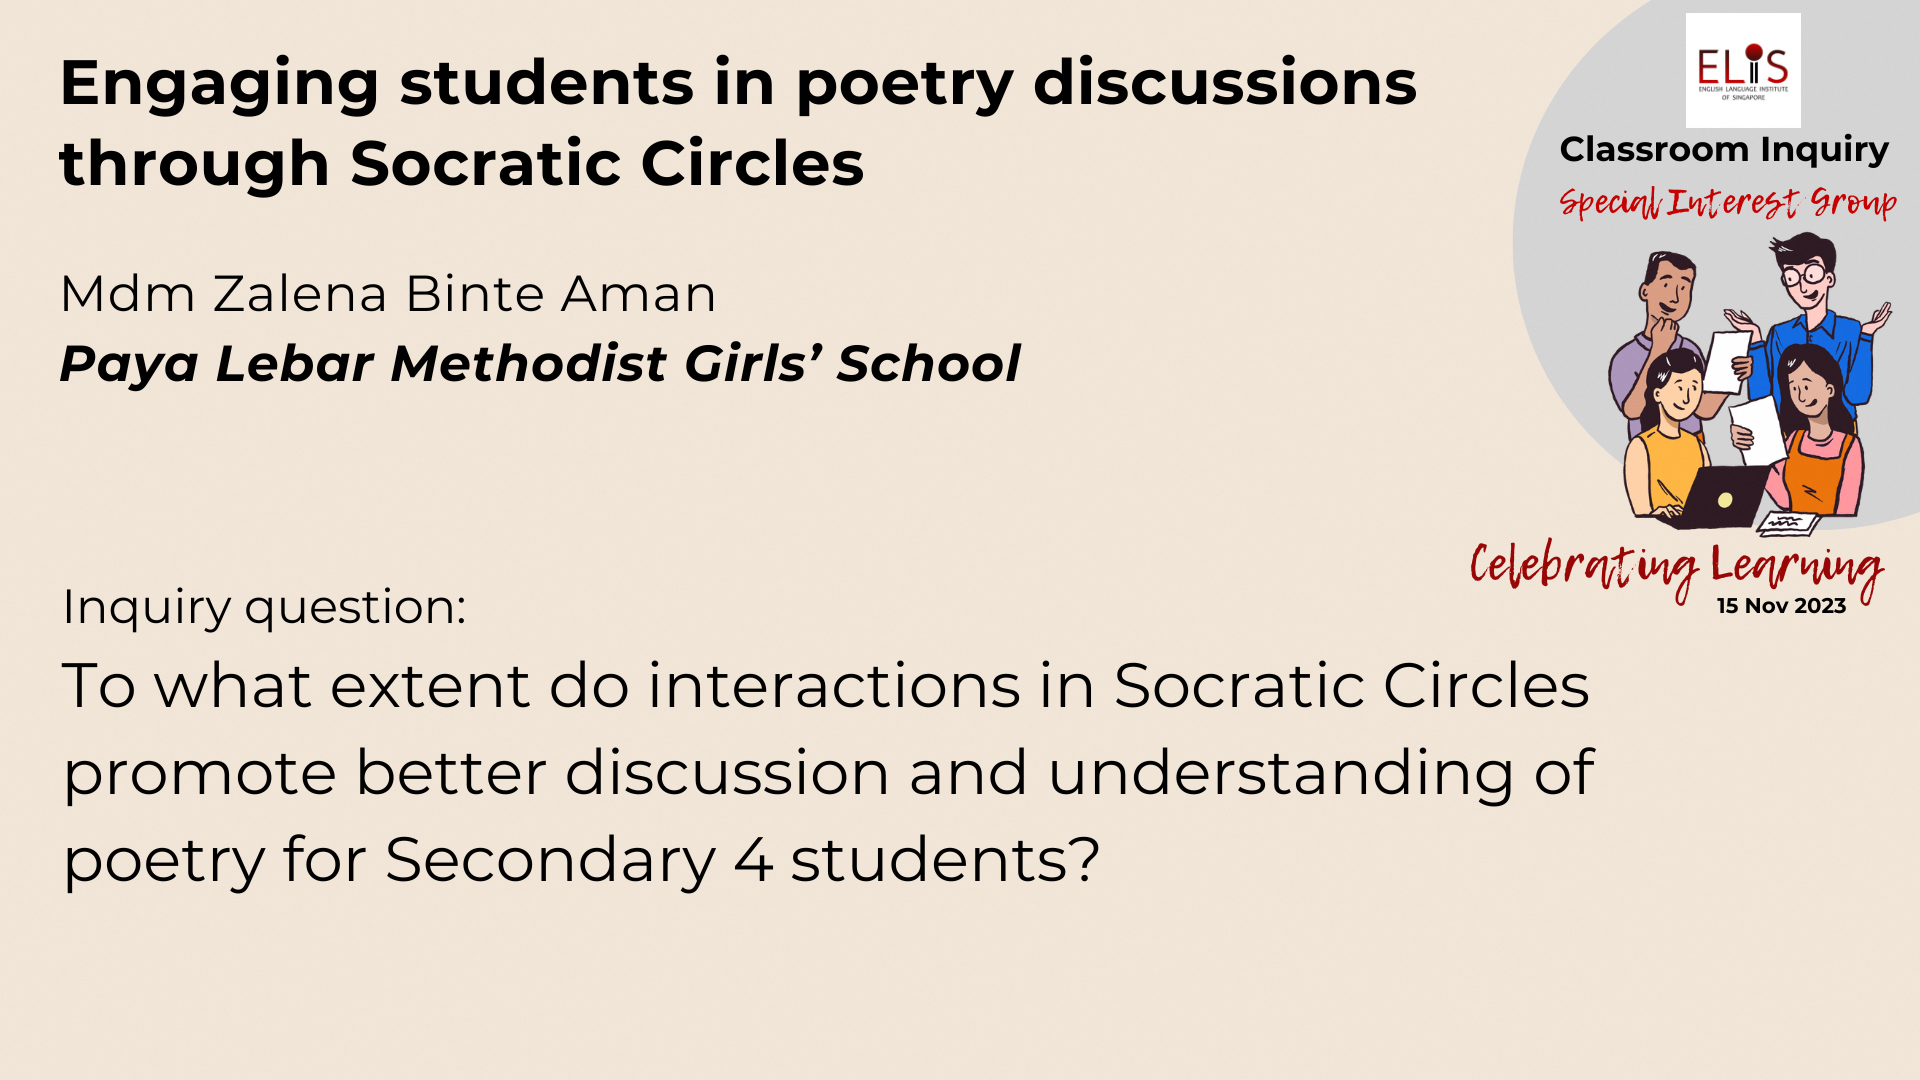 Engaging students in poetry discussions
through Socratic Circles
Mdm Zalena Binte Aman
Paya Lebar Methodist Girls’ School
ELiS
ENGLISH LANGUAGE INSTITUTE
OF SINGAPORE
Classroom Inquiry
Special Interest Group
Celebrating Learning
15 Nov 2023
Inquiry question:
To what extent do interactions in Socratic Circles
promote better discussion and understanding of
poetry for Secondary 4 students?